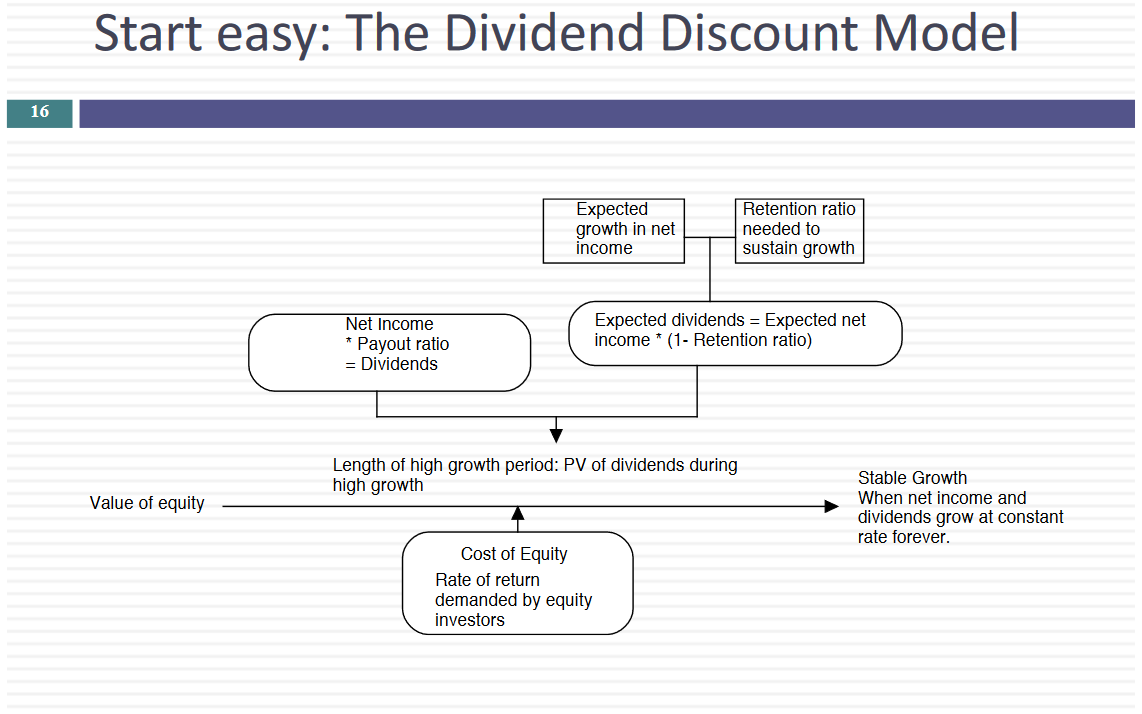 Start easy: The Dividend Discount Model
16
Expected
growth in net
income
Retention ratio
needed to
sustain growth
Net Income
* Payout ratio
= Dividends
Expected dividends = Expected net
income * (1- Retention ratio)
Length of high growth period: PV of dividends during
high growth
Value of equity
Stable Growth
When net income and
dividends grow at constant
rate forever.
Cost of Equity
Rate of return
demanded by equity
investors